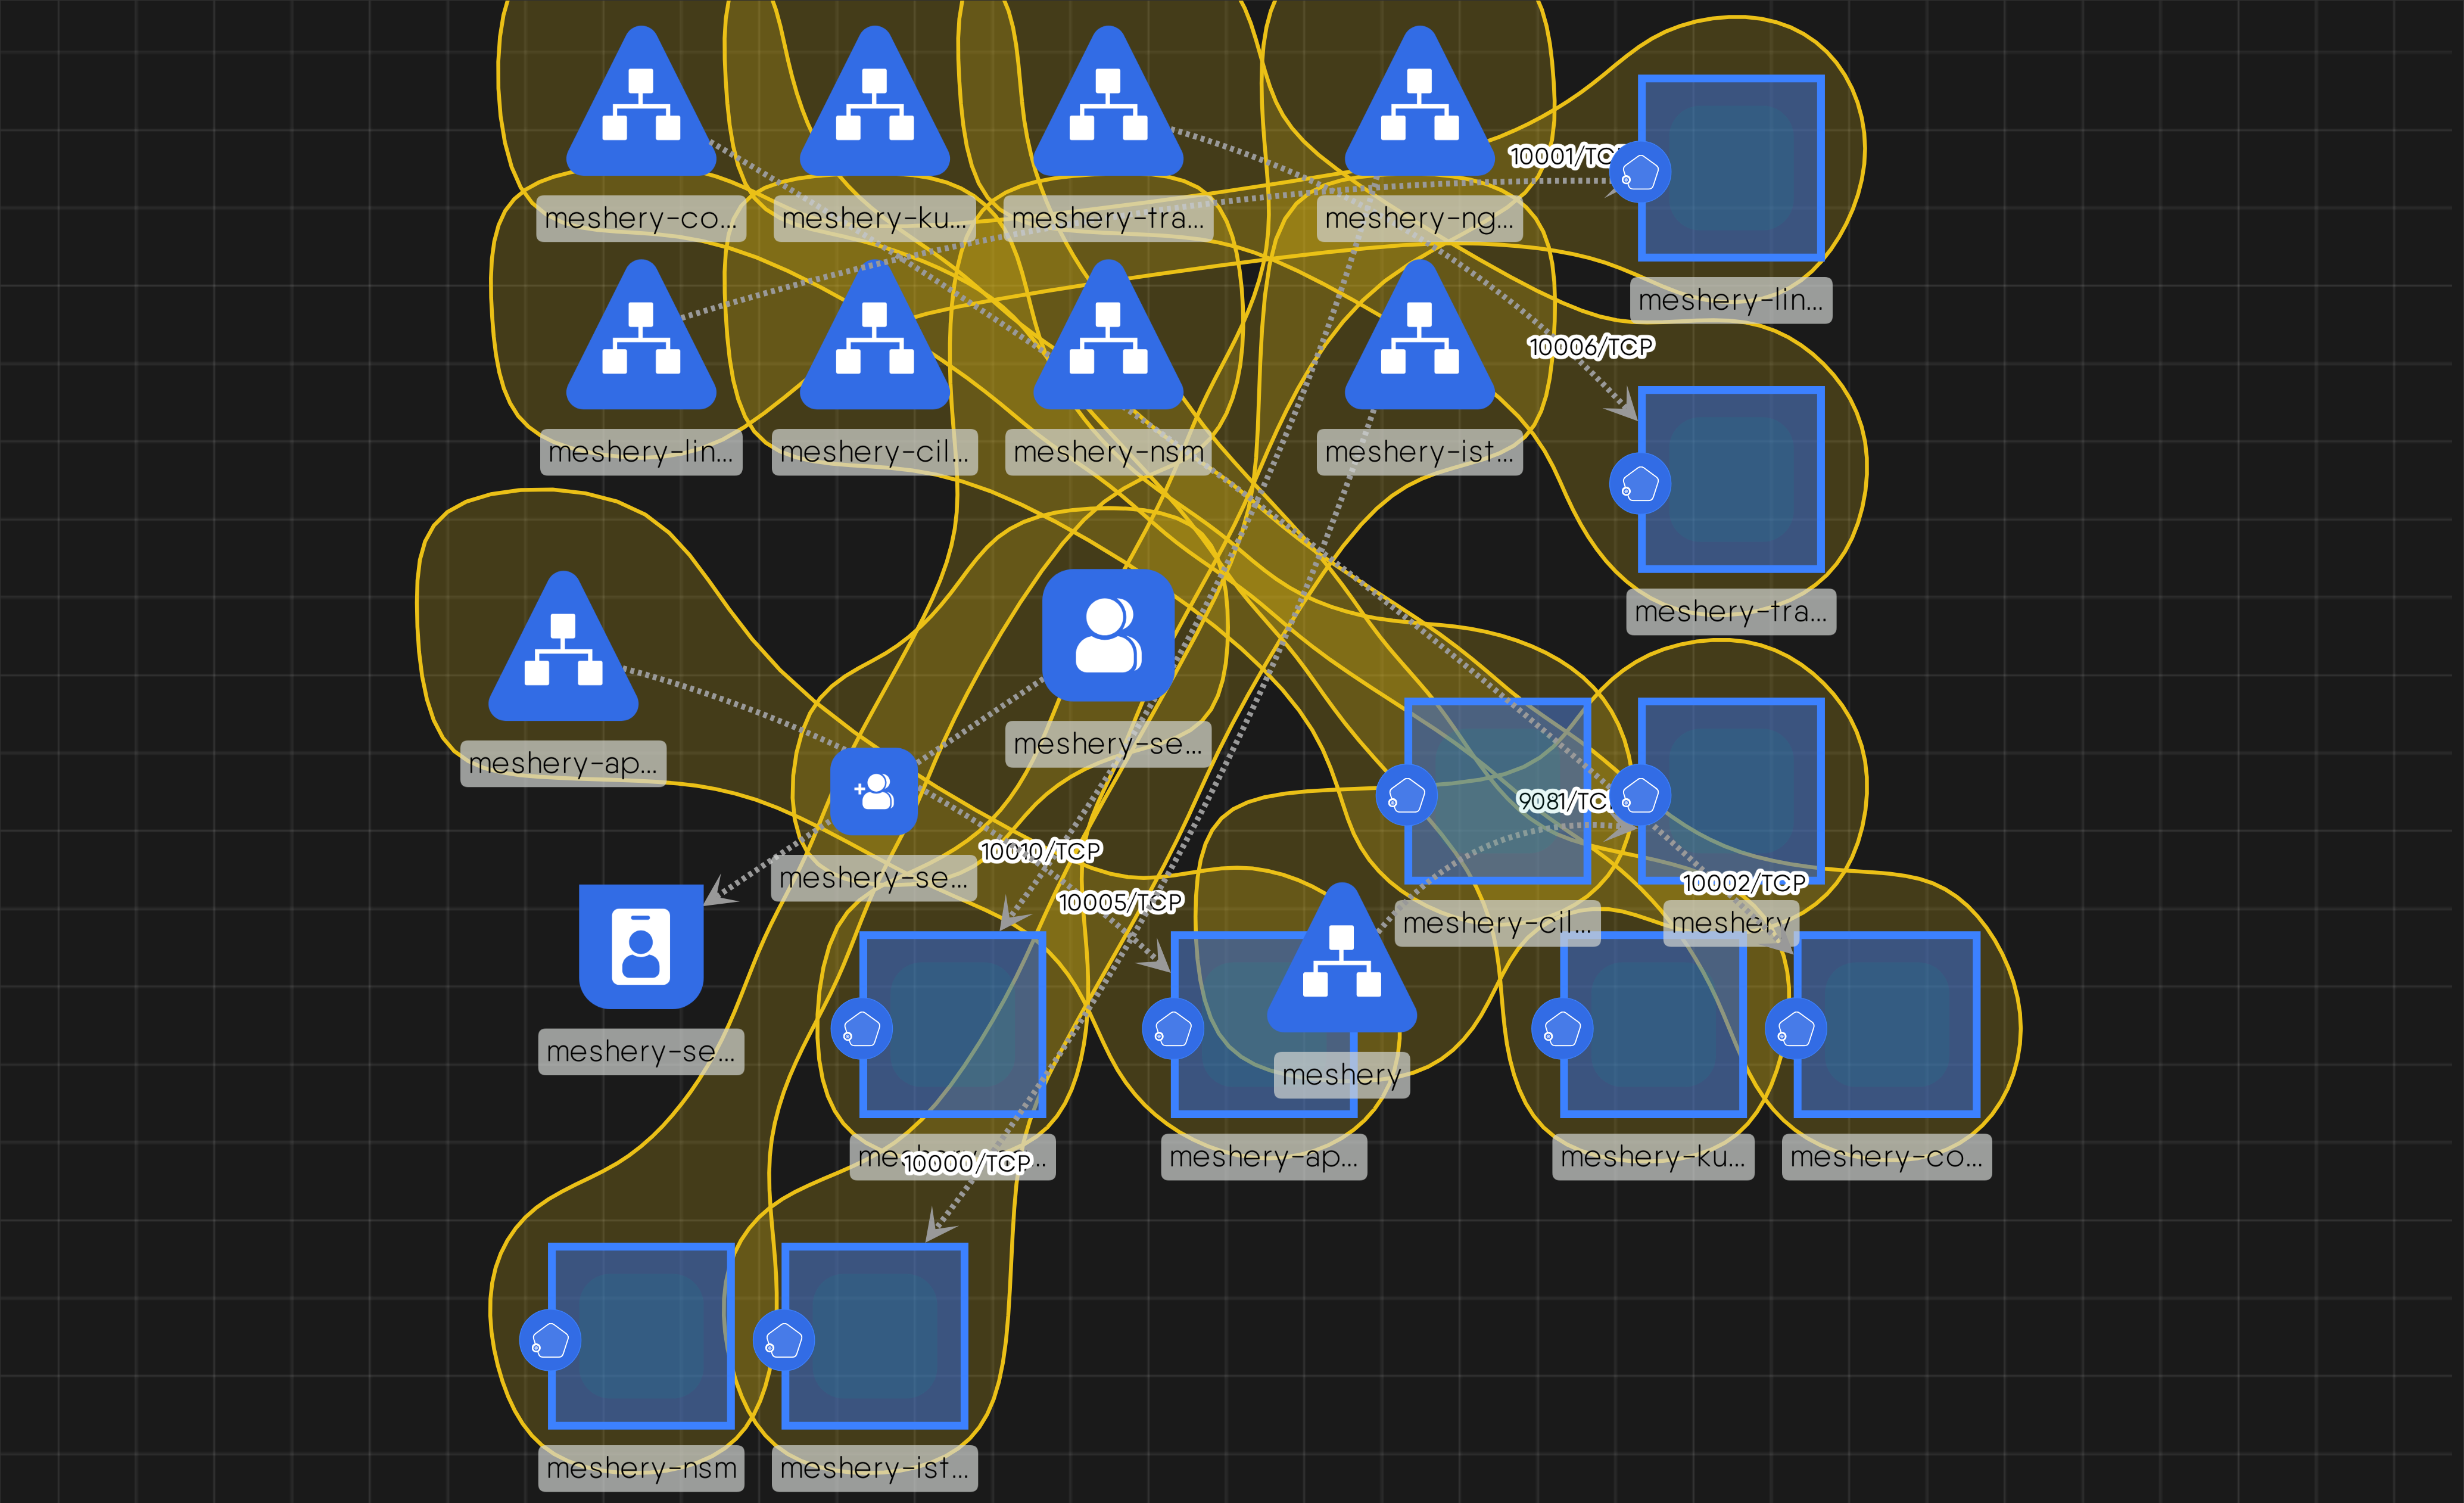 10001/TCP
meshery-co...
meshery-ku...
meshery-tra...
meshery-ng...
meshery-lin...
10006/TCP
meshery-lin...
meshery-cil...
meshery-nsm
meshery-ist...
meshery-tra...
meshery-se...
meshery-ap...
9081/TCP
10010/TCP
meshery-se...
10002/TCP
10005/TCP
meshery-cil...
meshery
meshery-se...
meshery
meshery-ap...
meshery-ku...
meshery-co...
10000/TCP
meshery-nsm
meshery-ist...